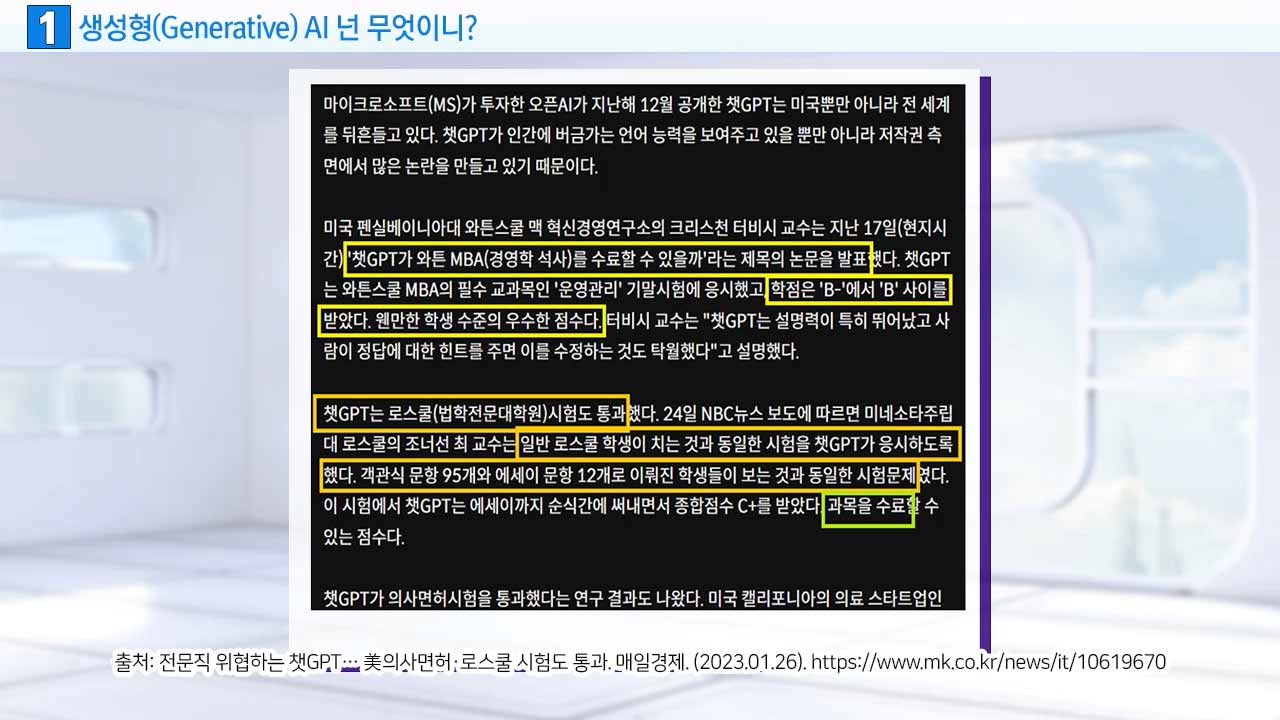 1 생성형(Generative) AI 넌 무엇이니?
마이크로소프트(MS)가 투자한 오픈AI가 지난해 12월 공개한 챗GPT는 미국뿐만 아니라 전 세계
를 뒤흔들고 있다. 챗GPT가 인간에 버금가는 언어 능력을 보여주고 있을 뿐만 아니라 저작권 측
면에서 많은 논란을 만들고 있기 때문이다.
미국 펜실베이니아대 와튼스쿨 맥 혁신경영연구소의 크리스천 터비시 교수는 지난 17일(현지시
간) '챗GPT가 와튼 MBA(경영학 석사)를 수료할 수 있을까'라는 제목의 논문을 발표했다. 챗GPT
는 와튼스쿨 MBA의 필수 교과목인 '운영관리' 기말시험에 응시했고, 학점은 'B-'에서 'B' 사이를
받았다. 웬만한 학생 수준의 우수한 점수다. 터비시 교수는 "챗GPT는 설명력이 특히 뛰어났고 사
람이 정답에 대한 힌트를 주면 이를 수정하는 것도 탁월했다"고 설명했다.
챗GPT는 로스쿨(법학전문대학원)시험도 통과했다. 24일 NBC뉴스 보도에 따르면 미네소타주립
대 로스쿨의 조너선 최 교수는 일반 로스쿨 학생이 치는 것과 동일한 시험을 챗GPT가 응시하도록
했다. 객관식 문항 95개와 에세이 문항 12개로 이뤄진 학생들이 보는 것과 동일한 시험문제였다.
이 시험에서 챗GPT는 에세이까지 순식간에 써내면서 종합점수 C+를 받았다. 과목을 수료할 수
있는 점수다.
챗GPT가 의사면허시험을 통과했다는 연구 결과도 나왔다. 미국 캘리포니아의 의료 스타트업인
출처: 전문직 위협하는 챗GPT… 美의사면허·로스쿨 시험도 통과. 매일경제. (2023.01.26). https://www.mk.co.kr/news/it/10619670